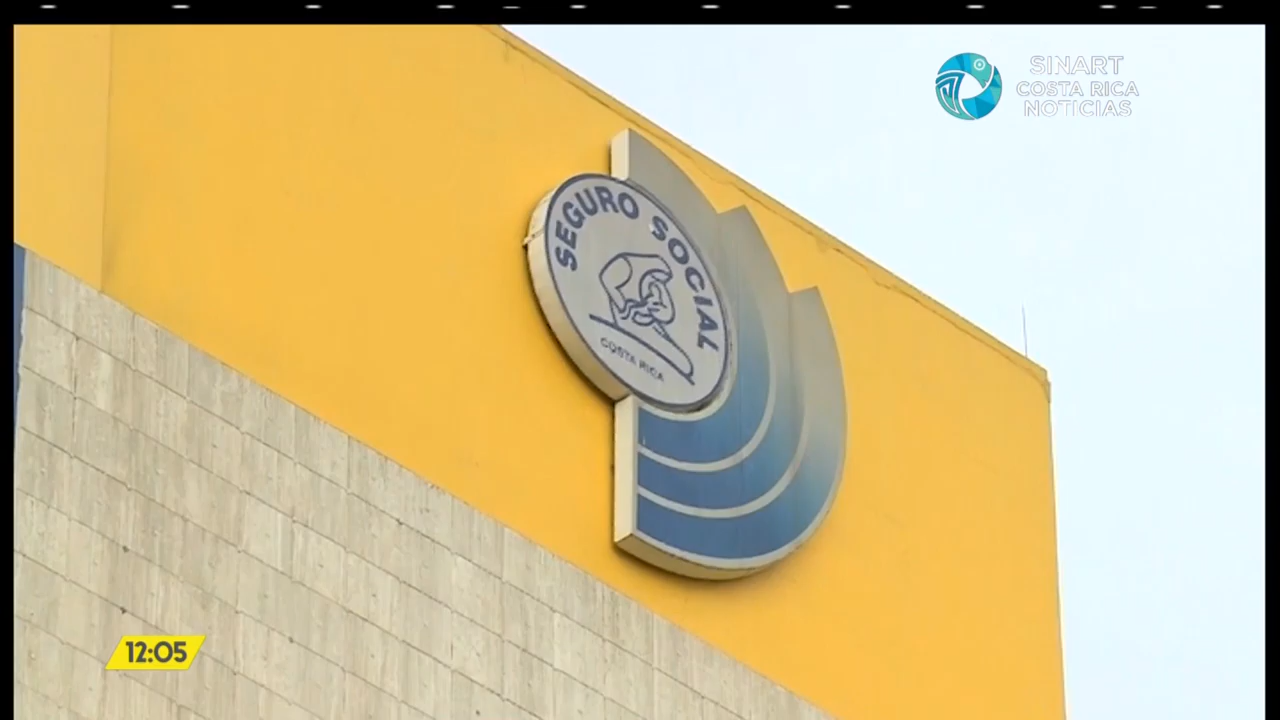 SINART
COSTA RICA
NOTICIAS
SEGURO SOCIAL
COSTA RICA
12:05